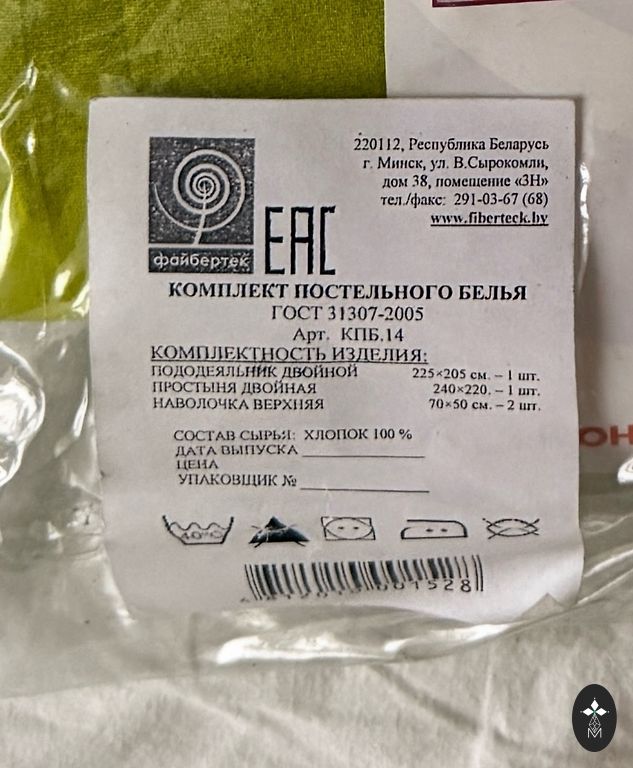 220112, Республика Беларусь
г. Минск, ул. В.Сырокомли,
дом 38, помещение «3Н»
тел./факс: 291-03-67 (68)
www.fiberteck.by
файбертек
ЕАС
КОМПЛЕКТ ПОСТЕЛЬНОГО БЕЛЬЯ
ГОСТ 31307-2005
Арт. КПБ.14
КОМПЛЕКТНОСТЬ ИЗДЕЛИЯ:
ПОДОДЕЯЛЬНИК ДВОЙНОЙ 225×205 см. – 1 шт.
ПРОСТЫНЯ ДВОЙНАЯ 240×220. – 1 шт.
НАВОЛОЧКА ВЕРХНЯЯ 70×50 см. – 2 шт.
СОСТАВ СЫРЬЯ: ХЛОПОК 100 %
ДАТА ВЫПУСКА
ЦЕНА
УПАКОВЩИК №
40°C
ОН
M